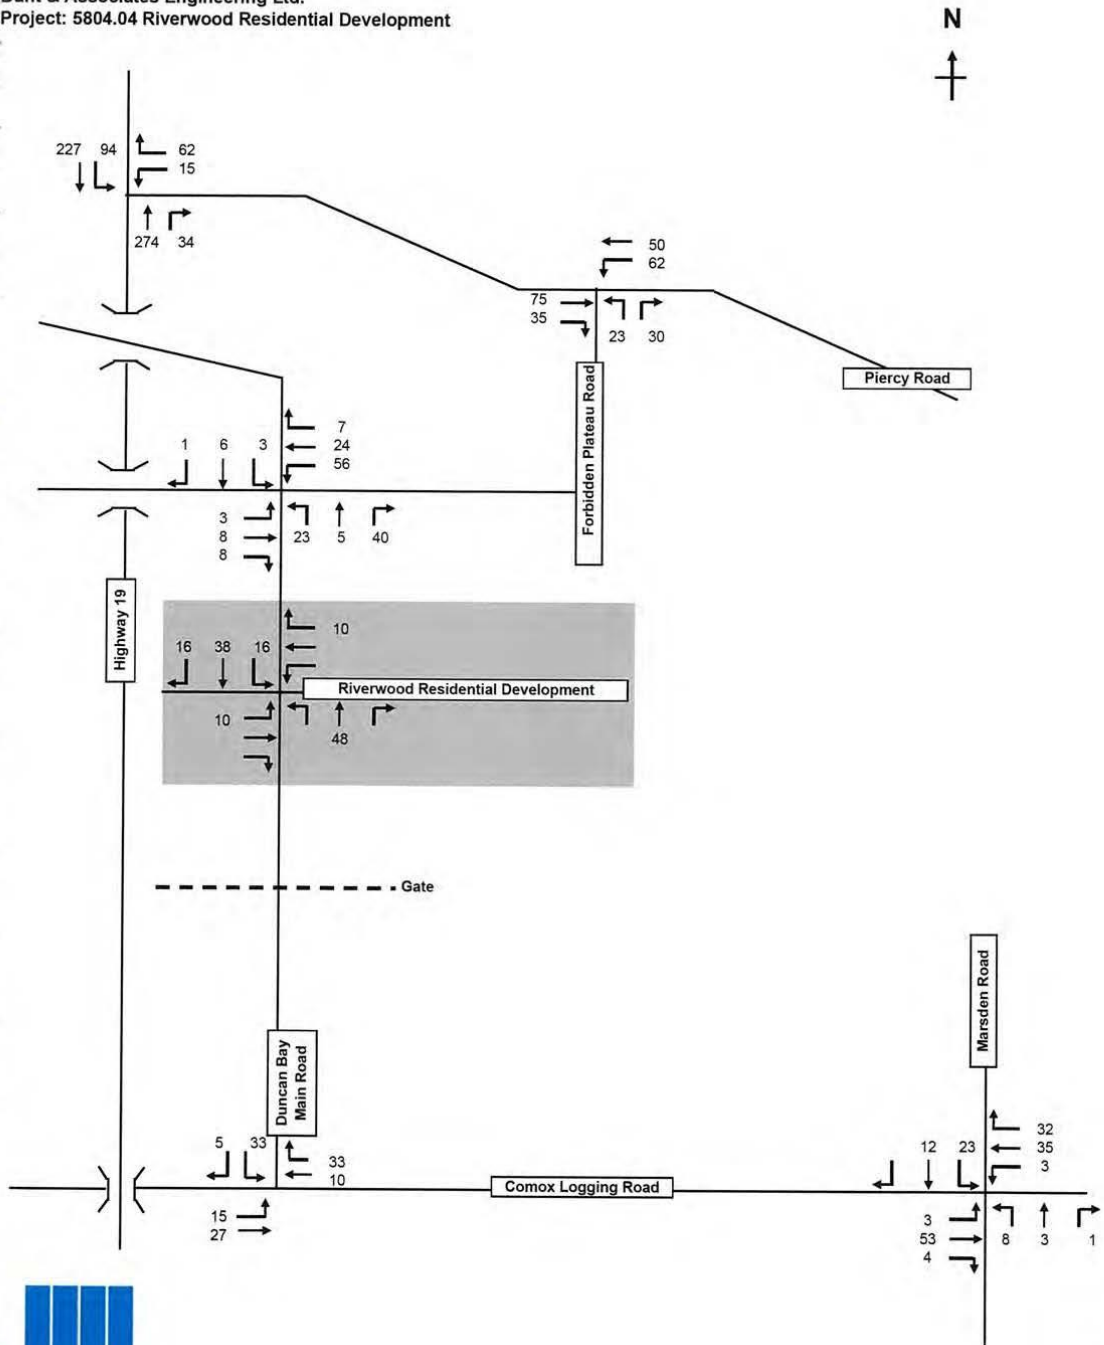 Project: 5804.04 Riverwood Residential Development
N
227 94 62
15
274 34
50
62
75
35
23 30
Piercy Road
Forbidden Plateau Road
7
1 6 3 24
56
3
8 23 5 40
8
Highway 19
10
16 38 16
Riverwood Residential Development
10
48
Gate
Marsden Road
Duncan Bay
Main Road
5 33
33
10
15
27
Comox Logging Road
32
12 23 35
3
3
53 8 3 1
4